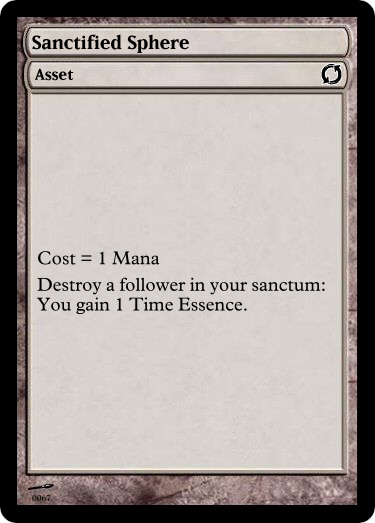 Sanctified Sphere
Asset
Cost = 1 Mana
Destroy a follower in your sanctum:
You gain 1 Time Essence.
0067